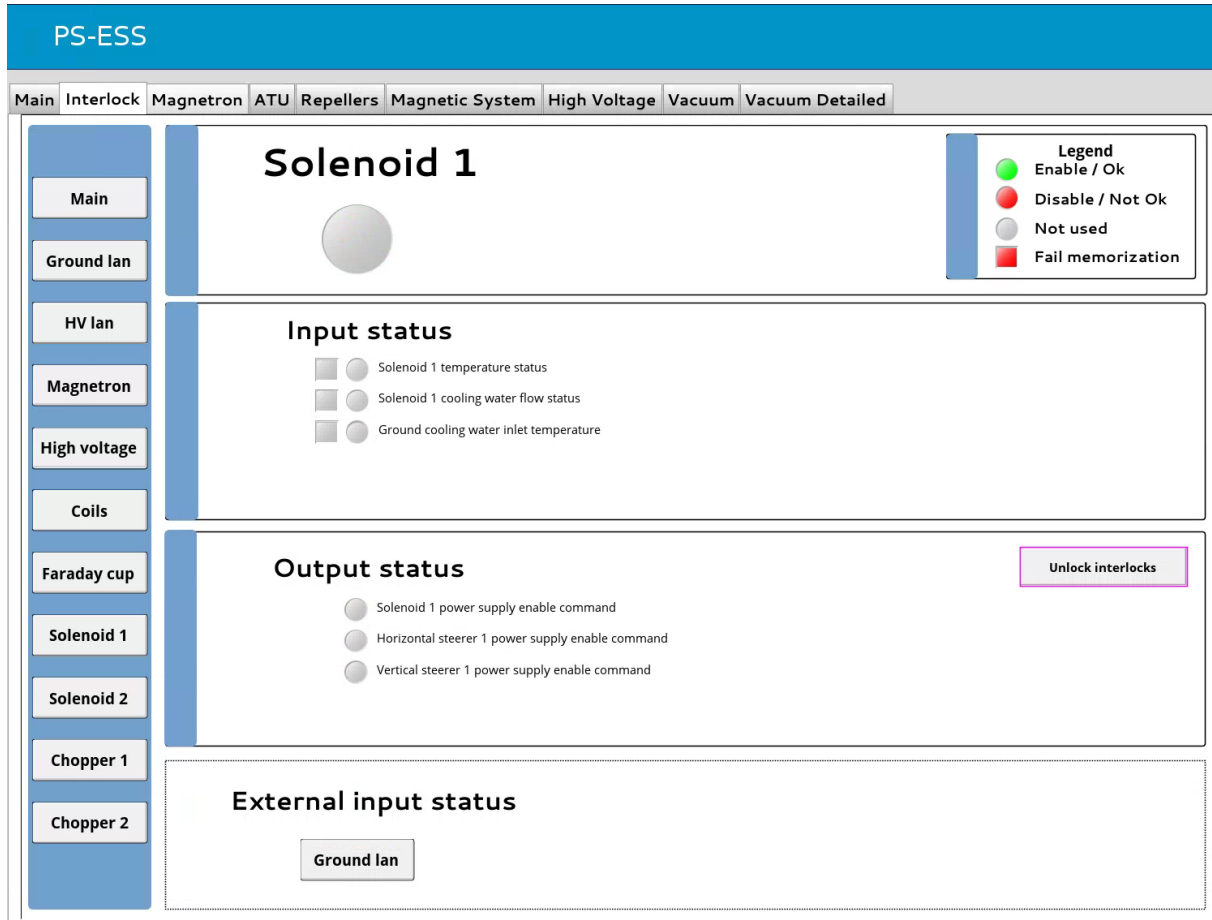 PS-ESS
Main Interlock Magnetron ATU Repellers Magnetic System High Voltage Vacuum Vacuum Detailed
Main
Ground lan
HV lan
Magnetron
High voltage
Coils
Faraday cup
Solenoid 1
Solenoid 2
Chopper 1
Chopper 2
Solenoid 1
Legend
Enable / Ok
Disable / Not Ok
Not used
Fail memorization
Input status
Solenoid 1 temperature status
Solenoid 1 cooling water flow status
Ground cooling water inlet temperature
Output status
Unlock interlocks
Solenoid 1 power supply enable command
Horizontal steerer 1 power supply enable command
Vertical steerer 1 power supply enable command
External input status
Ground lan